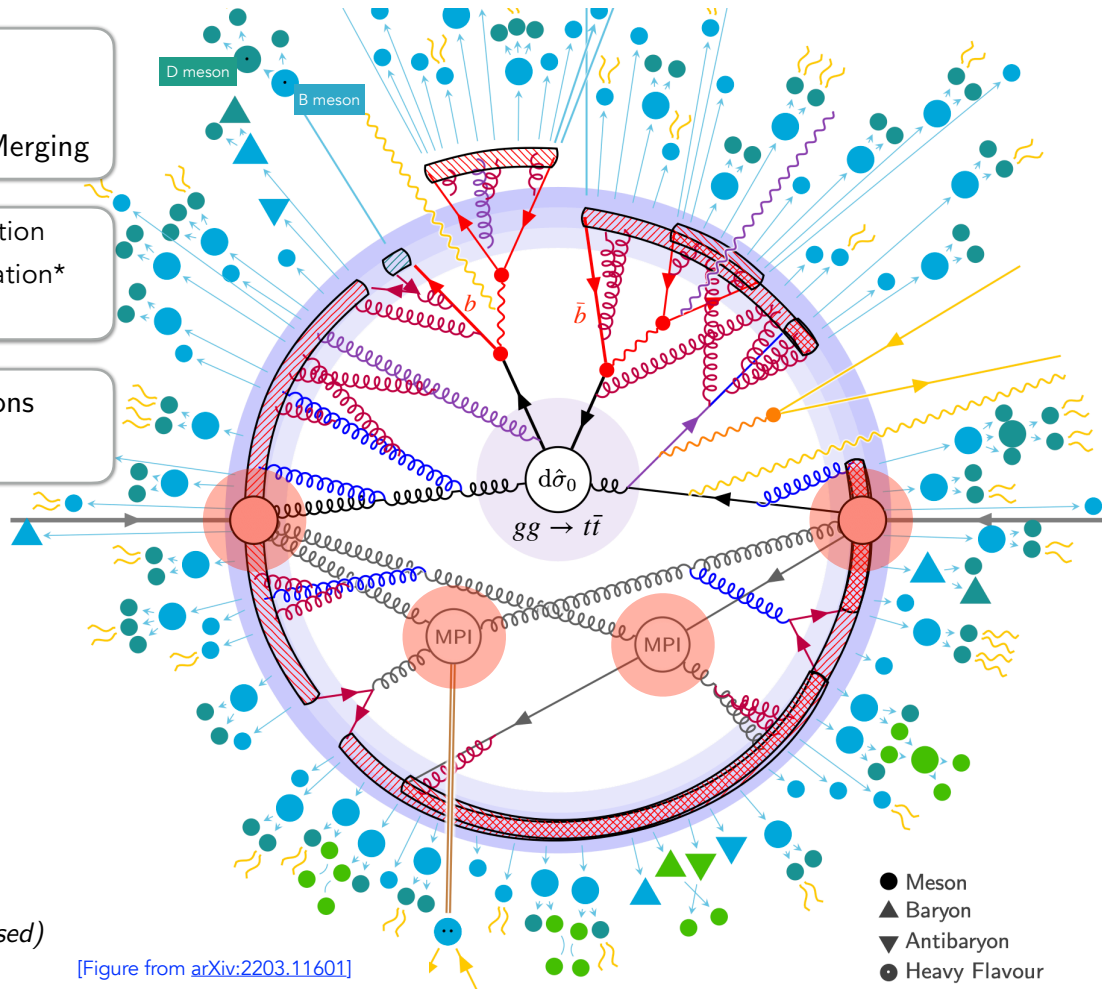 Merging
tion
ation*
ons
D meson
B meson
b
b̄
dσ̂₀
gg → tt̄
MPI
MPI
Meson
Baryon
Antibaryon
Heavy Flavour
sed)
[Figure from arXiv:2203.11601]